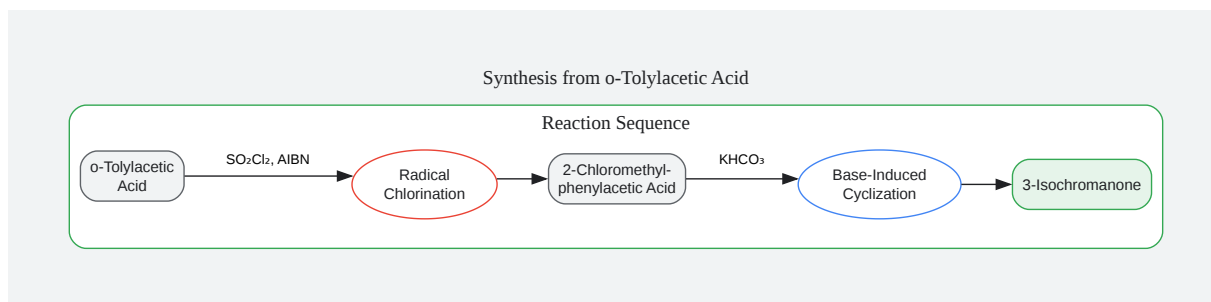 Synthesis from o-Tolylacetic Acid
Reaction Sequence
o-Tolylacetic
Acid
SO₂Cl₂, AIBN
Radical
Chlorination
2-Chloromethyl-
phenylacetic Acid
KHCO₃
Base-Induced
Cyclization
3-Isochromanone